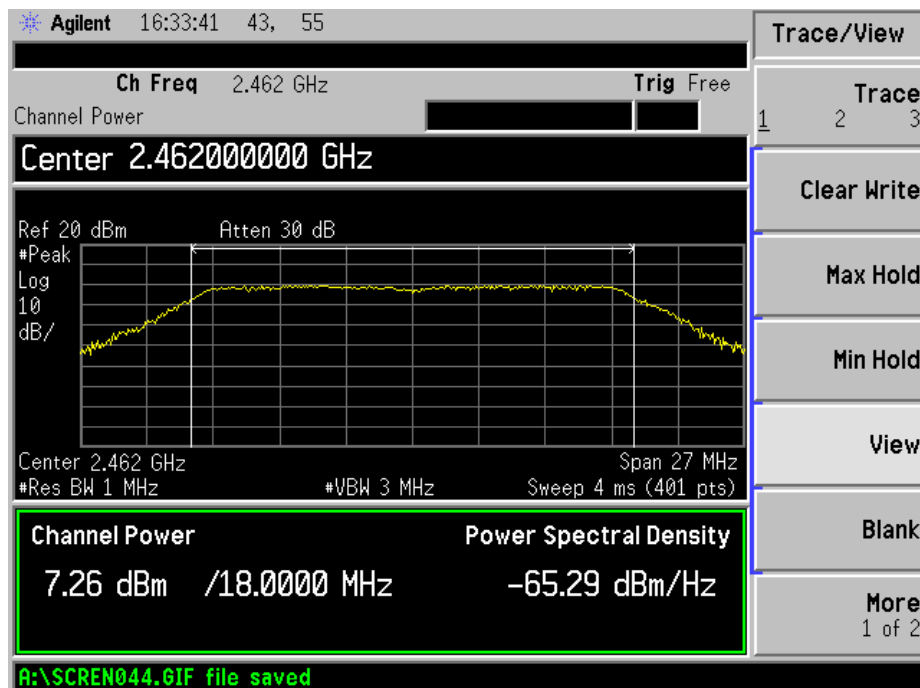 Agilent 16:33:41 43, 55
Trace/View
Ch Freq 2.462 GHz Trig Free
Channel Power
Trace
1 2 3
Center 2.462000000 GHz
Clear Write
Ref 20 dBm Atten 30 dB
#Peak
Log
10
dB/
Max Hold
Min Hold
View
Center 2.462 GHz Span 27 MHz
#Res BW 1 MHz #VBW 3 MHz Sweep 4 ms (401 pts)
Channel Power Power Spectral Density
7.26 dBm /18.0000 MHz -65.29 dBm/Hz
Blank
More
1 of 2
A:\SCREN044.GIF file saved